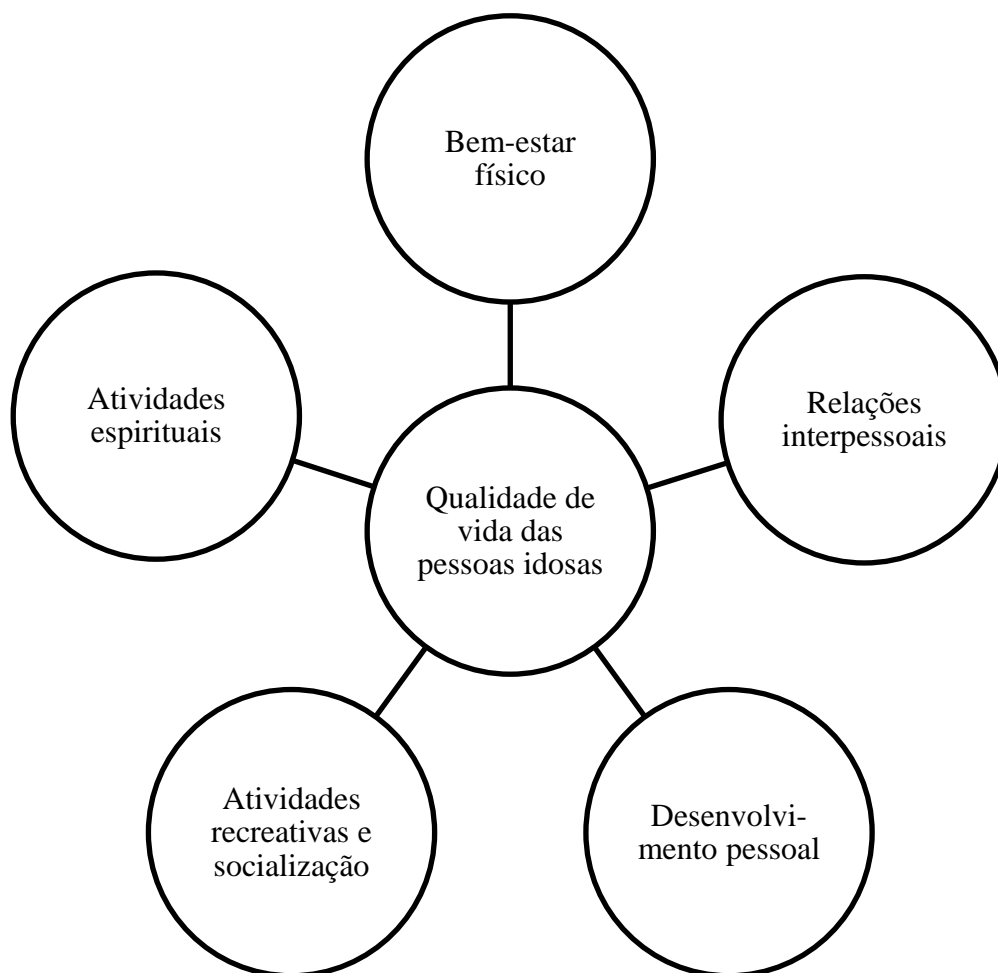 Bem-estar
físico
Atividades
espirituais
Relações
interpessoais
Qualidade de
vida das
pessoas idosas
Atividades
recreativas e
socialização
Desenvolvi-
mento pessoal